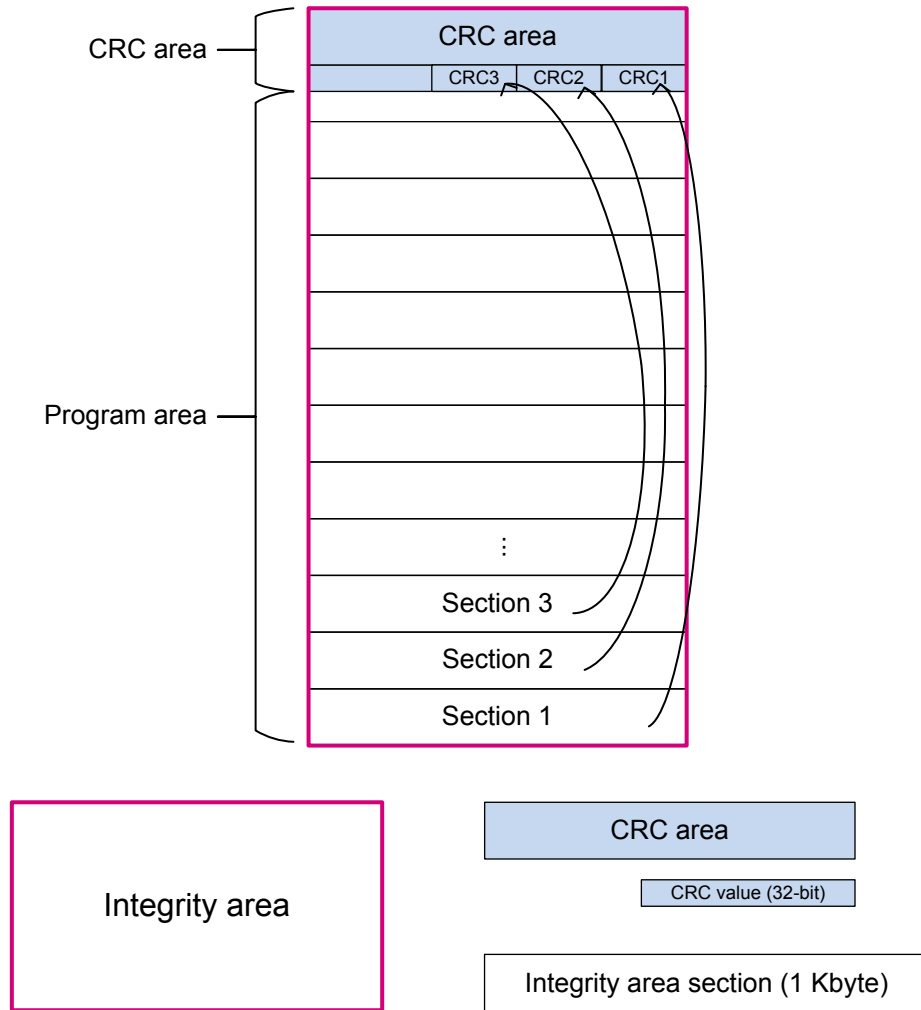 CRC area
CRC area
CRC3 CRC2 CRC1
Program area
⋮
Section 3
Section 2
Section 1
Integrity area
CRC area
CRC value (32-bit)
Integrity area section (1 Kbyte)